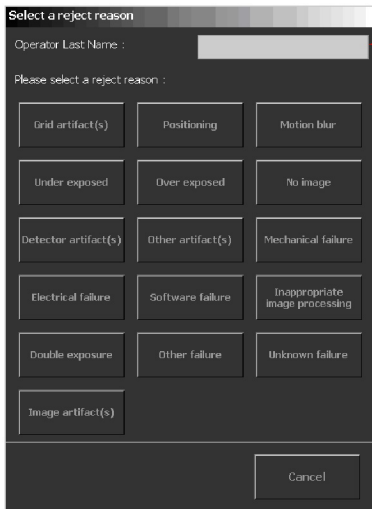 Select a reject reason
Operator Last Name :
Please select a reject reason :
Grid artifact(s)
Positioning
Motion blur
Under exposed
Over exposed
No image
Detector artifact(s)
Other artifact(s)
Mechanical failure
Electrical failure
Software failure
Inappropriate
image processing
Double exposure
Other failure
Unknown failure
Image artifact(s)
Cancel